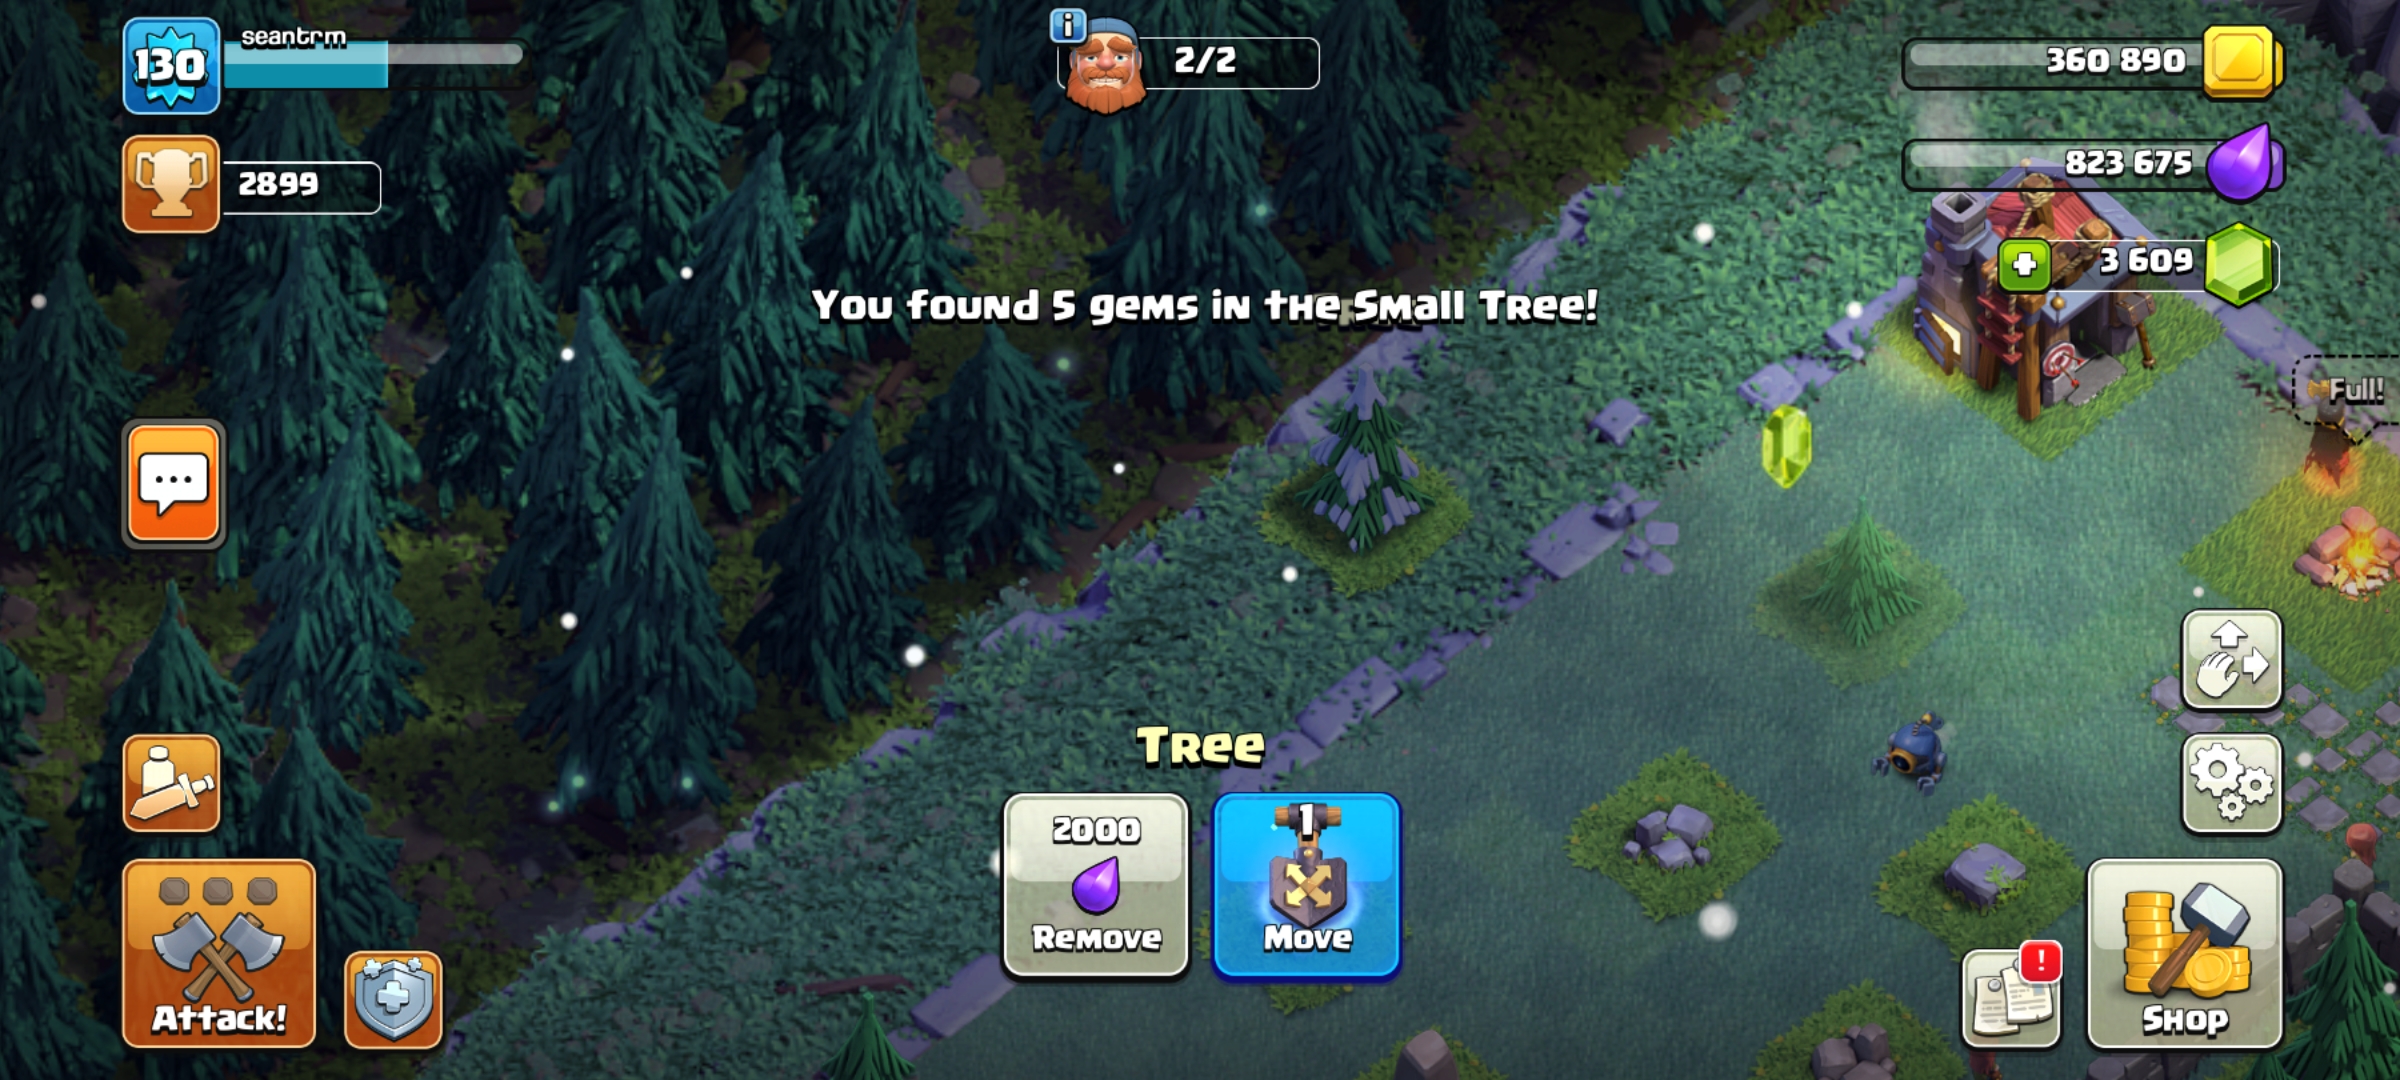 130
seantrm
2/2
360 890
2899
823 675
3 609
You found 5 gems in the Small Tree!
Full!
Tree
2000
1
Remove
Move
Attack!
!
Shop